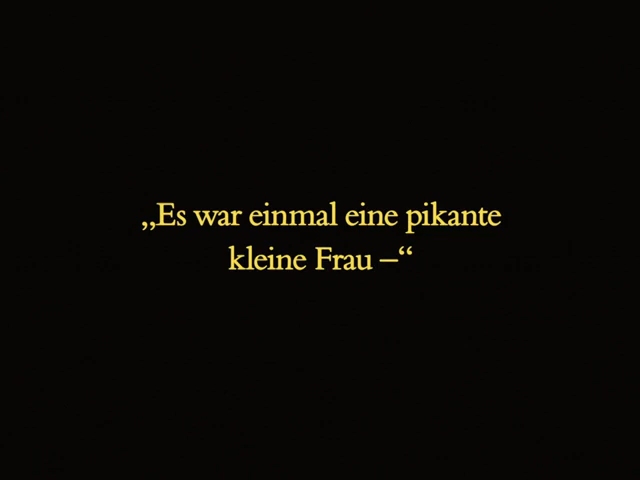 „Es war einmal eine pikante
kleine Frau –“